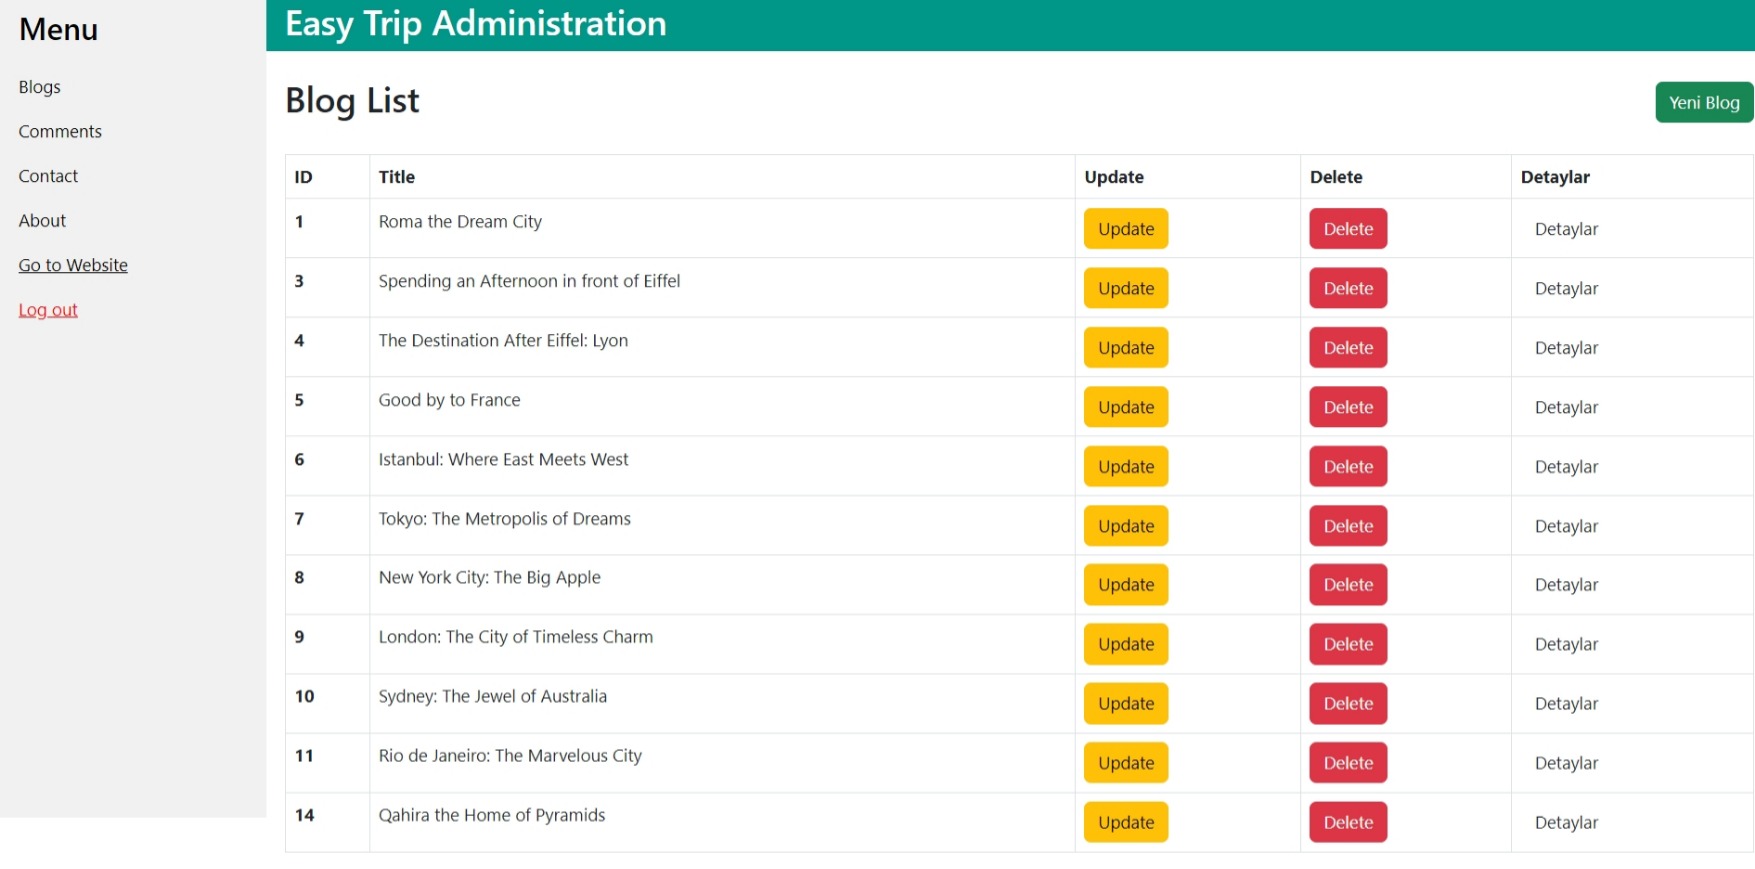 Menu
Blogs
Comments
Contact
About
Go to Website
Log out
Easy Trip Administration
Blog List
Yeni Blog
ID Title Update Delete Detaylar
1 Roma the Dream City Update Delete Detaylar
3 Spending an Afternoon in front of Eiffel Update Delete Detaylar
4 The Destination After Eiffel: Lyon Update Delete Detaylar
5 Good by to France Update Delete Detaylar
6 Istanbul: Where East Meets West Update Delete Detaylar
7 Tokyo: The Metropolis of Dreams Update Delete Detaylar
8 New York City: The Big Apple Update Delete Detaylar
9 London: The City of Timeless Charm Update Delete Detaylar
10 Sydney: The Jewel of Australia Update Delete Detaylar
11 Rio de Janeiro: The Marvelous City Update Delete Detaylar
14 Qahira the Home of Pyramids Update Delete Detaylar